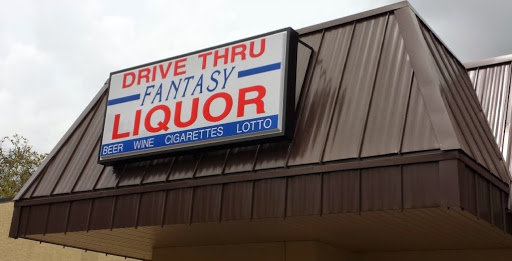 DRIVE THRU
FANTASY
LIQUOR
BEER WINE CIGARETTES LOTTO